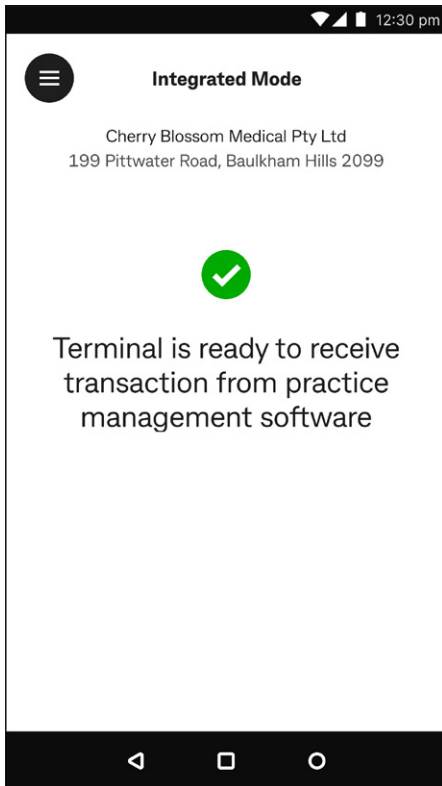 12:30 pm
Integrated Mode
Cherry Blossom Medical Pty Ltd
199 Pittwater Road, Baulkham Hills 2099
Terminal is ready to receive
transaction from practice
management software